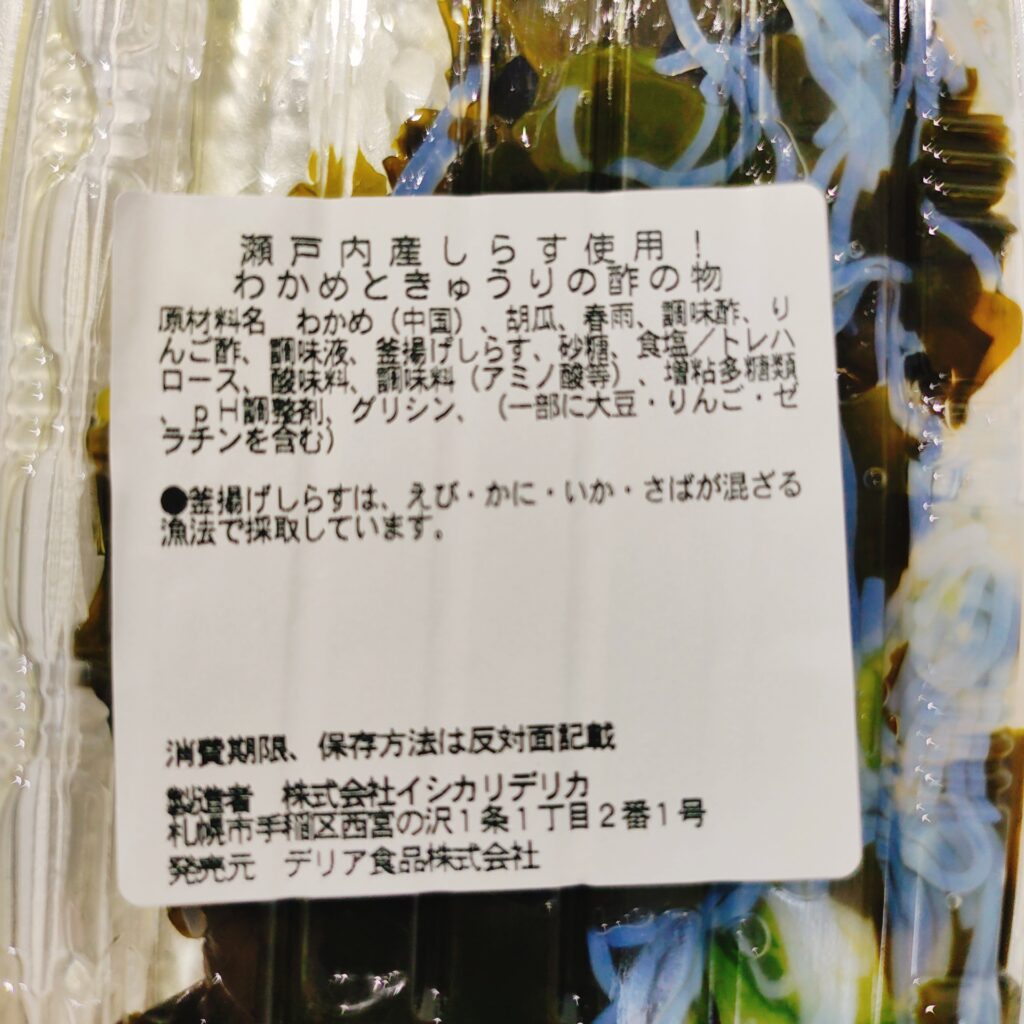 瀬戸内産しらす使用！
わかめときゅうりの酢の物
原材料名　わかめ（中国）、胡瓜、春雨、調味酢、り
んご酢、調味液、釜揚げしらす、砂糖、食塩／トレハ
ロース、酸味料、調味料（アミノ酸等）、増粘多糖類
、ｐＨ調整剤、グリシン、（一部に大豆・りんご・ゼ
ラチンを含む）
●釜揚げしらすは、えび・かに・いか・さばが混ざる
漁法で採取しています。
消費期限、保存方法は反対面記載
製造者　株式会社イシカリデリカ
札幌市手稲区西宮の沢１条１丁目２番１号
発売元　デリア食品株式会社